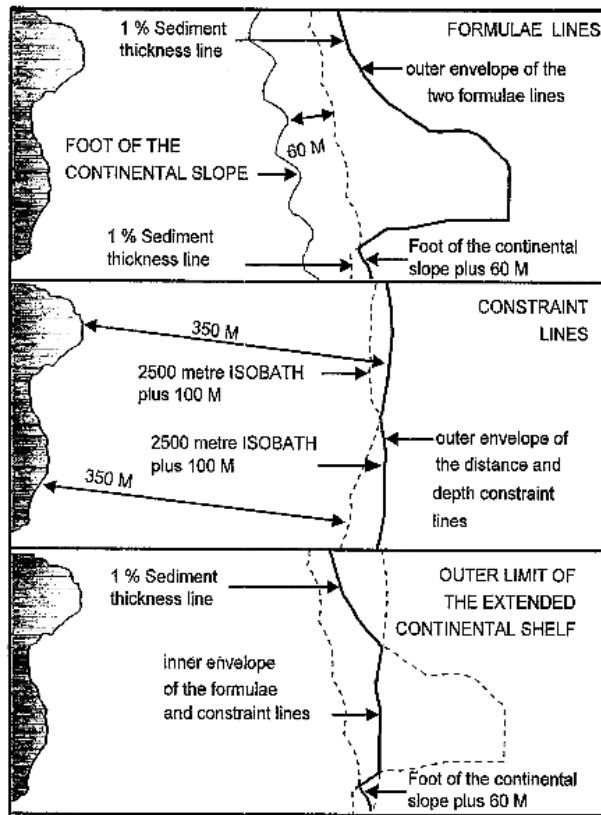 1 % Sediment
thickness line
FORMULAE LINES
outer envelope of the
two formulae lines
60 M
FOOT OF THE
CONTINENTAL SLOPE
1 % Sediment
thickness line
Foot of the continental
slope plus 60 M
350 M
CONSTRAINT
LINES
2500 metre ISOBATH
plus 100 M
2500 metre ISOBATH
plus 100 M
outer envelope of
the distance and
depth constraint
lines
350 M
1 % Sediment
thickness line
OUTER LIMIT OF
THE EXTENDED
CONTINENTAL SHELF
inner envelope
of the formulae
and constraint lines
Foot of the continental
slope plus 60 M